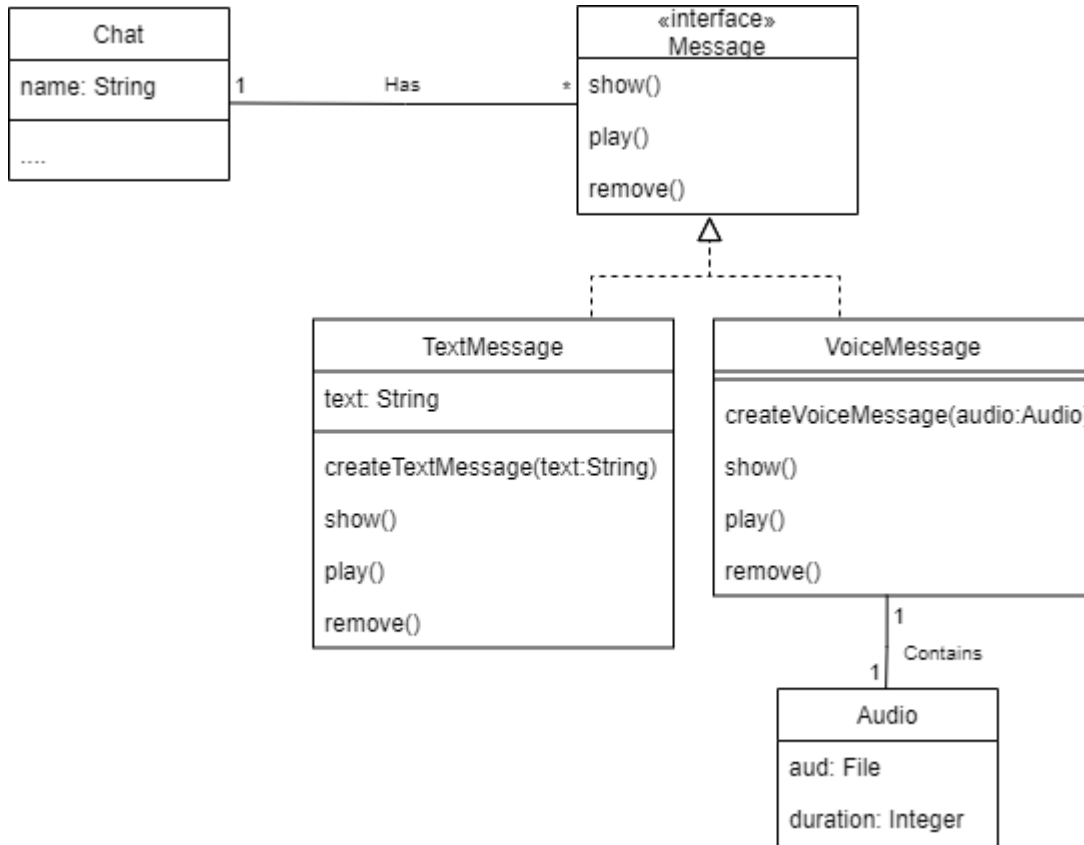 Chat
name: String
....
1
Has
*
«interface»
Message
show()
play()
remove()
TextMessage
text: String
createTextMessage(text:String)
show()
play()
remove()
VoiceMessage
createVoiceMessage(audio:Audio)
show()
play()
remove()
1
Contains
1
Audio
aud: File
duration: Integer